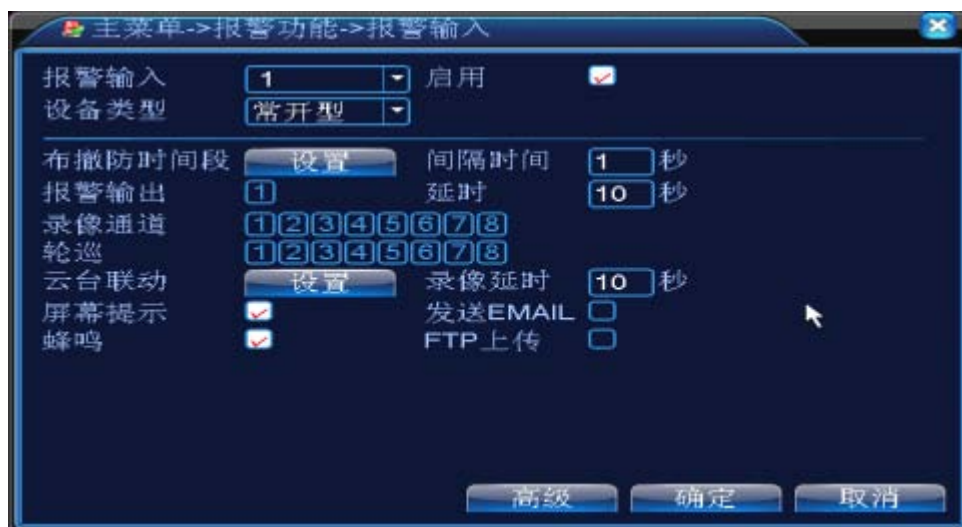 主菜单->报警功能->报警输入
报警输入 1 启用
设备类型 常开型
布撤防时间段 设置 间隔时间 1 秒
报警输出 1 延时 10 秒
录像通道 1 2 3 4 5 6 7 8
轮巡 1 2 3 4 5 6 7 8
云台联动 设置 录像延时 10 秒
屏幕提示 发送EMAIL
蜂鸣 FTP上传
高级 确定 取消